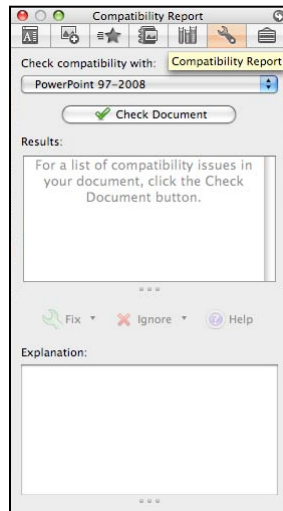 Compatibility Report
Check compatibility with:
Compatibility Report
PowerPoint 97-2008
Check Document
Results:
For a list of compatibility issues in
your document, click the Check
Document button.
Fix
Ignore
Help
Explanation: